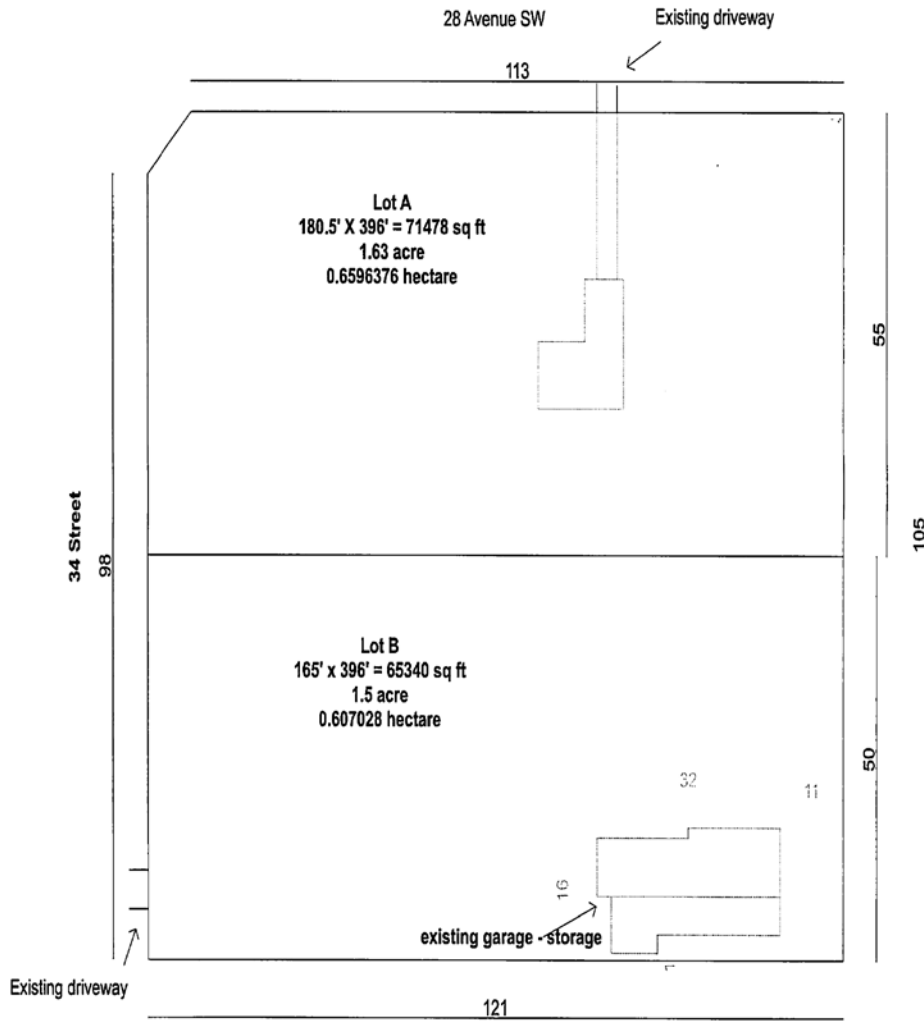 28 Avenue SW
Existing driveway
113
Lot A
180.5' X 396' = 71478 sq ft
1.63 acre
0.6596376 hectare
55
34 Street
98
105
Lot B
165' x 396' = 65340 sq ft
1.5 acre
0.607028 hectare
50
32
11
16
existing garage - storage
7
Existing driveway
121